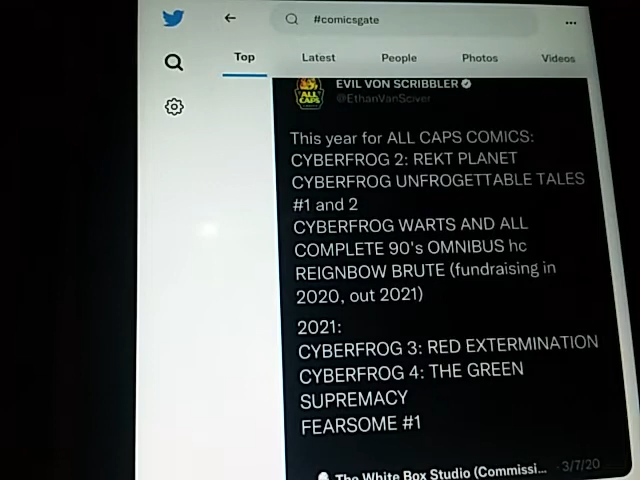 #comicsgate
Top Latest People Photos Videos
EVIL VON SCRIBBLER
ALL CAPS
@EthanVanSciver
This year for ALL CAPS COMICS:
CYBERFROG 2: REKT PLANET
CYBERFROG UNFROGETTABLE TALES
#1 and 2
CYBERFROG WARTS AND ALL
COMPLETE 90's OMNIBUS hc
REIGNBOW BRUTE (fundraising in
2020, out 2021)
2021:
CYBERFROG 3: RED EXTERMINATION
CYBERFROG 4: THE GREEN
SUPREMACY
FEARSOME #1
The White Box Studio (Commissi... · 3/7/20